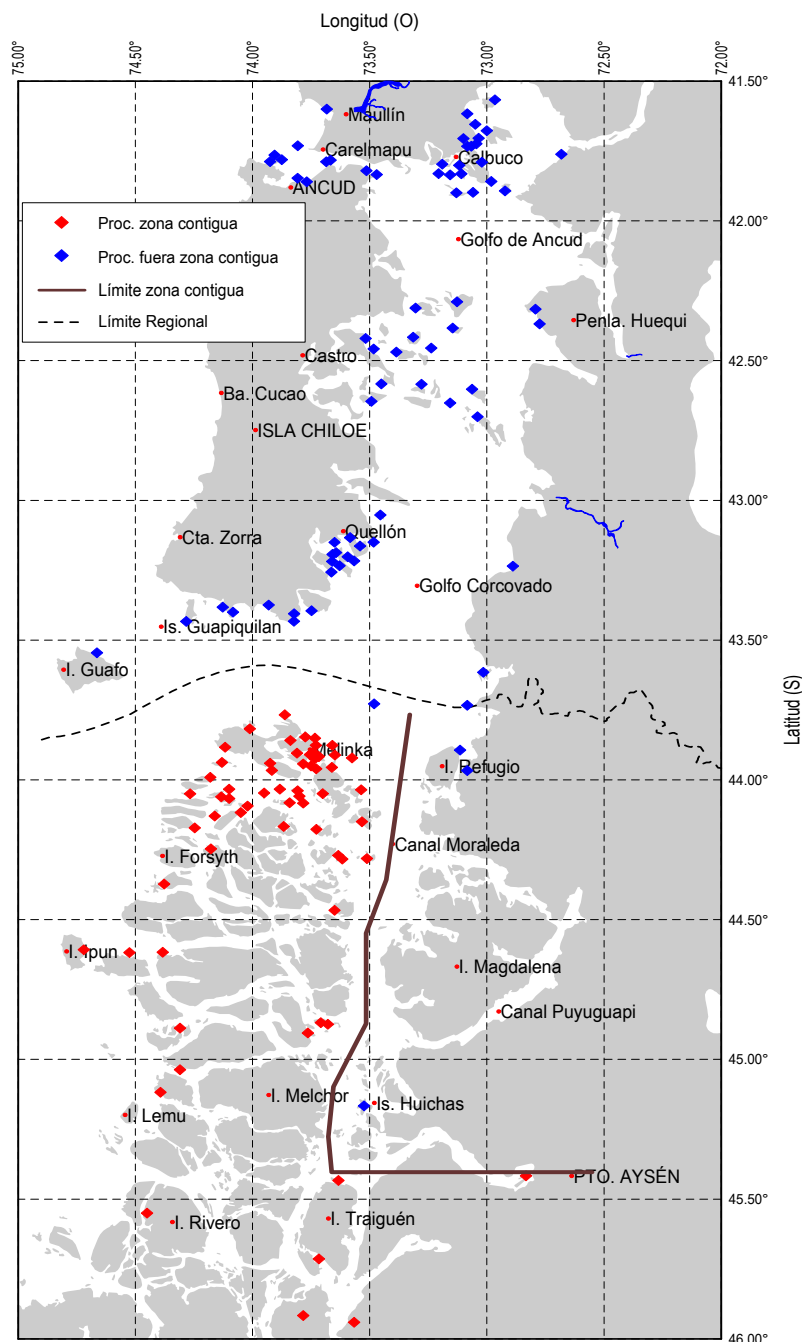 Longitud (O)
75.00°
74.50°
74.00°
73.50°
73.00°
72.50°
72.00°
41.50°
Maullín
Carelmapu
Calbuco
ANCUD
42.00°
Proc. zona contigua
Proc. fuera zona contigua
Límite zona contigua
Límite Regional
Golfo de Ancud
Penla. Huequi
Castro
42.50°
Ba. Cucao
ISLA CHILOE
43.00°
Quellón
Cta. Zorra
Golfo Corcovado
Is. Guapiquilan
43.50°
I. Guafo
Latitud (S)
Melinka
I. Refugio
44.00°
Canal Moraleda
I. Forsyth
44.50°
I. Ipun
I. Magdalena
Canal Puyuguapi
45.00°
I. Melchor
Is. Huichas
I. Lemu
PTO. AYSÉN
45.50°
I. Rivero
I. Traiguén
46.00°